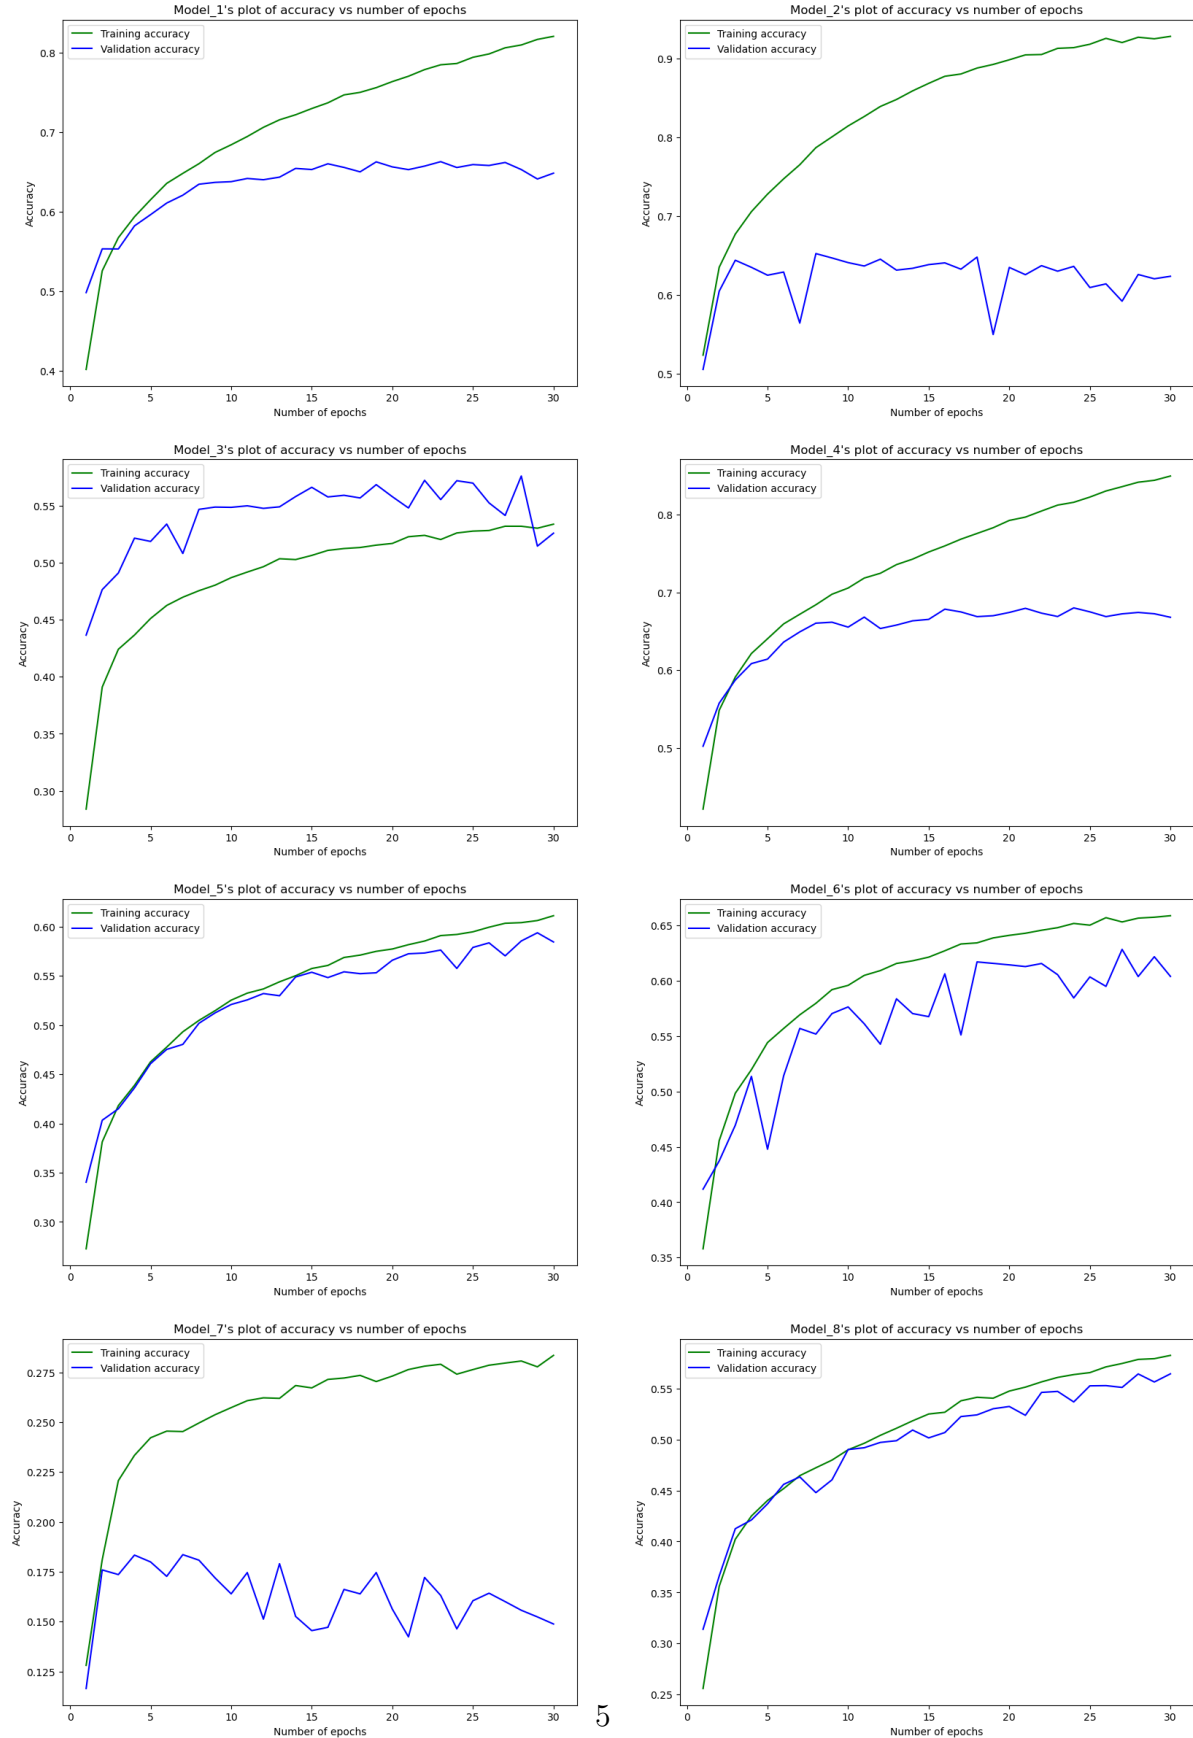 Model_1's plot of accuracy vs number of epochs
Training accuracy
Validation accuracy
0.8
0.7
0.6
0.5
0.4
Accuracy
0 5 10 15 20 25 30
Number of epochs
Model_2's plot of accuracy vs number of epochs
Training accuracy
Validation accuracy
0.9
0.8
0.7
0.6
0.5
Accuracy
0 5 10 15 20 25 30
Number of epochs
Model_3's plot of accuracy vs number of epochs
Training accuracy
Validation accuracy
0.55
0.50
0.45
0.40
0.35
0.30
Accuracy
0 5 10 15 20 25 30
Number of epochs
Model_4's plot of accuracy vs number of epochs
Training accuracy
Validation accuracy
0.8
0.7
0.6
0.5
Accuracy
0 5 10 15 20 25 30
Number of epochs
Model_5's plot of accuracy vs number of epochs
Training accuracy
Validation accuracy
0.60
0.55
0.50
0.45
0.40
0.35
0.30
Accuracy
0 5 10 15 20 25 30
Number of epochs
Model_6's plot of accuracy vs number of epochs
Training accuracy
Validation accuracy
0.65
0.60
0.55
0.50
0.45
0.40
0.35
Accuracy
0 5 10 15 20 25 30
Number of epochs
Model_7's plot of accuracy vs number of epochs
Training accuracy
Validation accuracy
0.275
0.250
0.225
0.200
0.175
0.150
0.125
Accuracy
0 5 10 15 20 25 30
Number of epochs
Model_8's plot of accuracy vs number of epochs
Training accuracy
Validation accuracy
0.55
0.50
0.45
0.40
0.35
0.30
0.25
Accuracy
0 5 10 15 20 25 30
Number of epochs
5